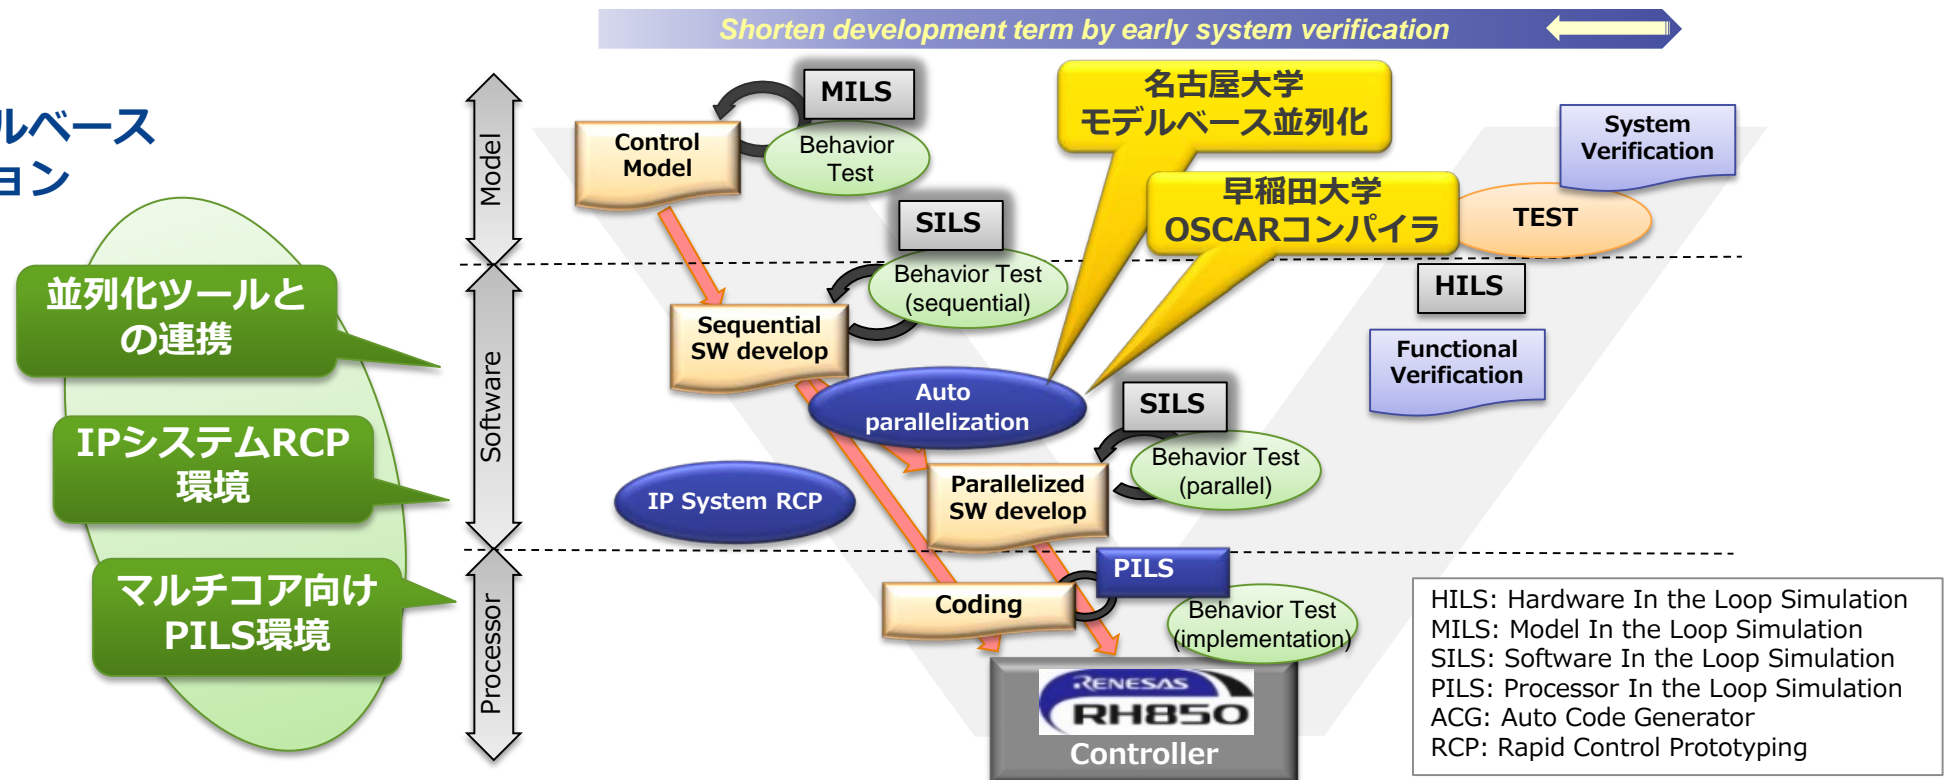 Shorten development term by early system verification
ルベース
ョン
並列化ツールと
の連携
IPシステムRCP
環境
マルチコア向け
PILS環境
Model
Software
Processor
MILS
Control
Model
Behavior
Test
SILS
Behavior Test
(sequential)
Sequential
SW develop
名古屋大学
モデルベース並列化
早稲田大学
OSCARコンパイラ
System
Verification
TEST
HILS
Functional
Verification
Auto
parallelization
SILS
Behavior Test
(parallel)
IP System RCP
Parallelized
SW develop
PILS
Coding
Behavior Test
(implementation)
RENESAS
RH850
Controller
HILS: Hardware In the Loop Simulation
MILS: Model In the Loop Simulation
SILS: Software In the Loop Simulation
PILS: Processor In the Loop Simulation
ACG: Auto Code Generator
RCP: Rapid Control Prototyping